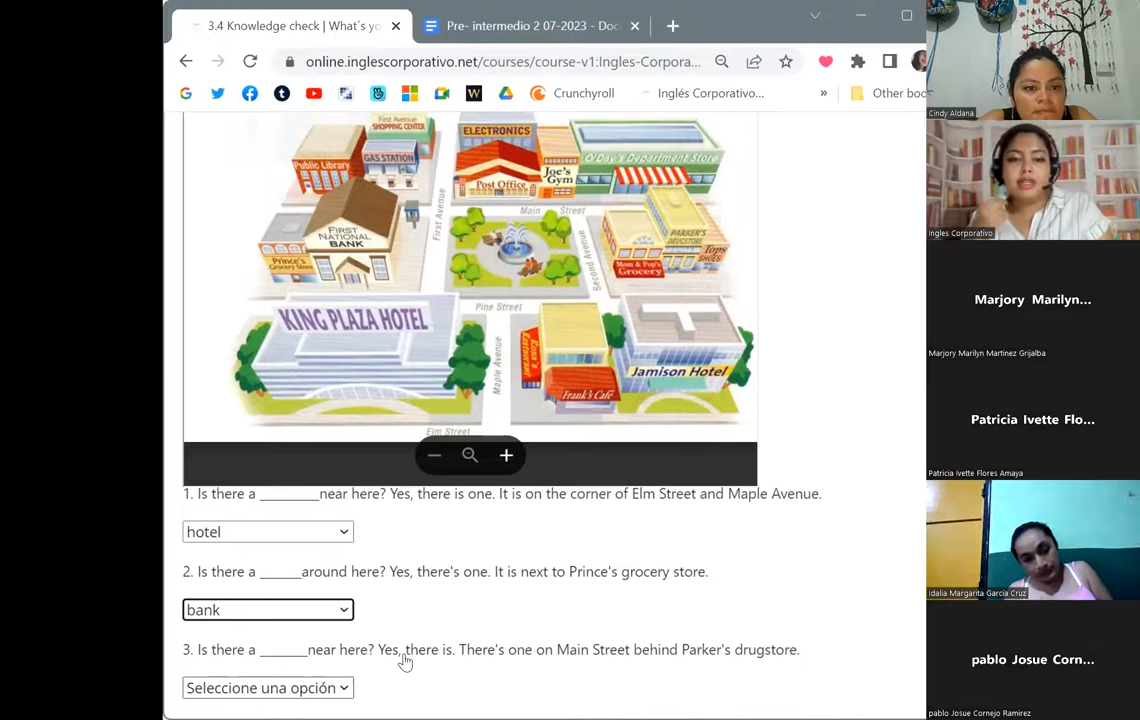 3.4 Knowledge check | What´s yo
Pre- intermedio 2 07-2023 - Doc
online.inglescorporativo.net/courses/course-v1:Ingles-Corpora...
Crunchyroll
Inglés Corporativo...
»
Other boo
First Avenue
SHOPPING CENTER
Public Library
GAS STATION
ELECTRONICS
Post Office
Joe's
Gym
O'Day's Department Store
Main Street
First Avenue
Second Avenue
FIRST
NATIONAL
BANK
Prince's
Grocery Store
PARKER'S
DRUGSTORE
Tops
SHOES
Mom & Pop's
Grocery
Pine Street
KING PLAZA HOTEL
Maple Avenue
Rosa's
Restaurant
Frank's Café
Jamison Hotel
Elm Street
1. Is there a _________near here? Yes, there is one. It is on the corner of Elm Street and Maple Avenue.
hotel
2. Is there a ______around here? Yes, there's one. It is next to Prince's grocery store.
bank
3. Is there a _______near here? Yes, there is. There's one on Main Street behind Parker's drugstore.
Seleccione una opción
Cindy Aldana
Ingles Corporativo
Marjory Marilyn...
Marjory Marilyn Martinez Grijalba
Patricia Ivette Flo...
Patricia Ivette Flores Amaya
Idalia Margarita García Cruz
pablo Josue Corn...
pablo Josue Cornejo Ramirez